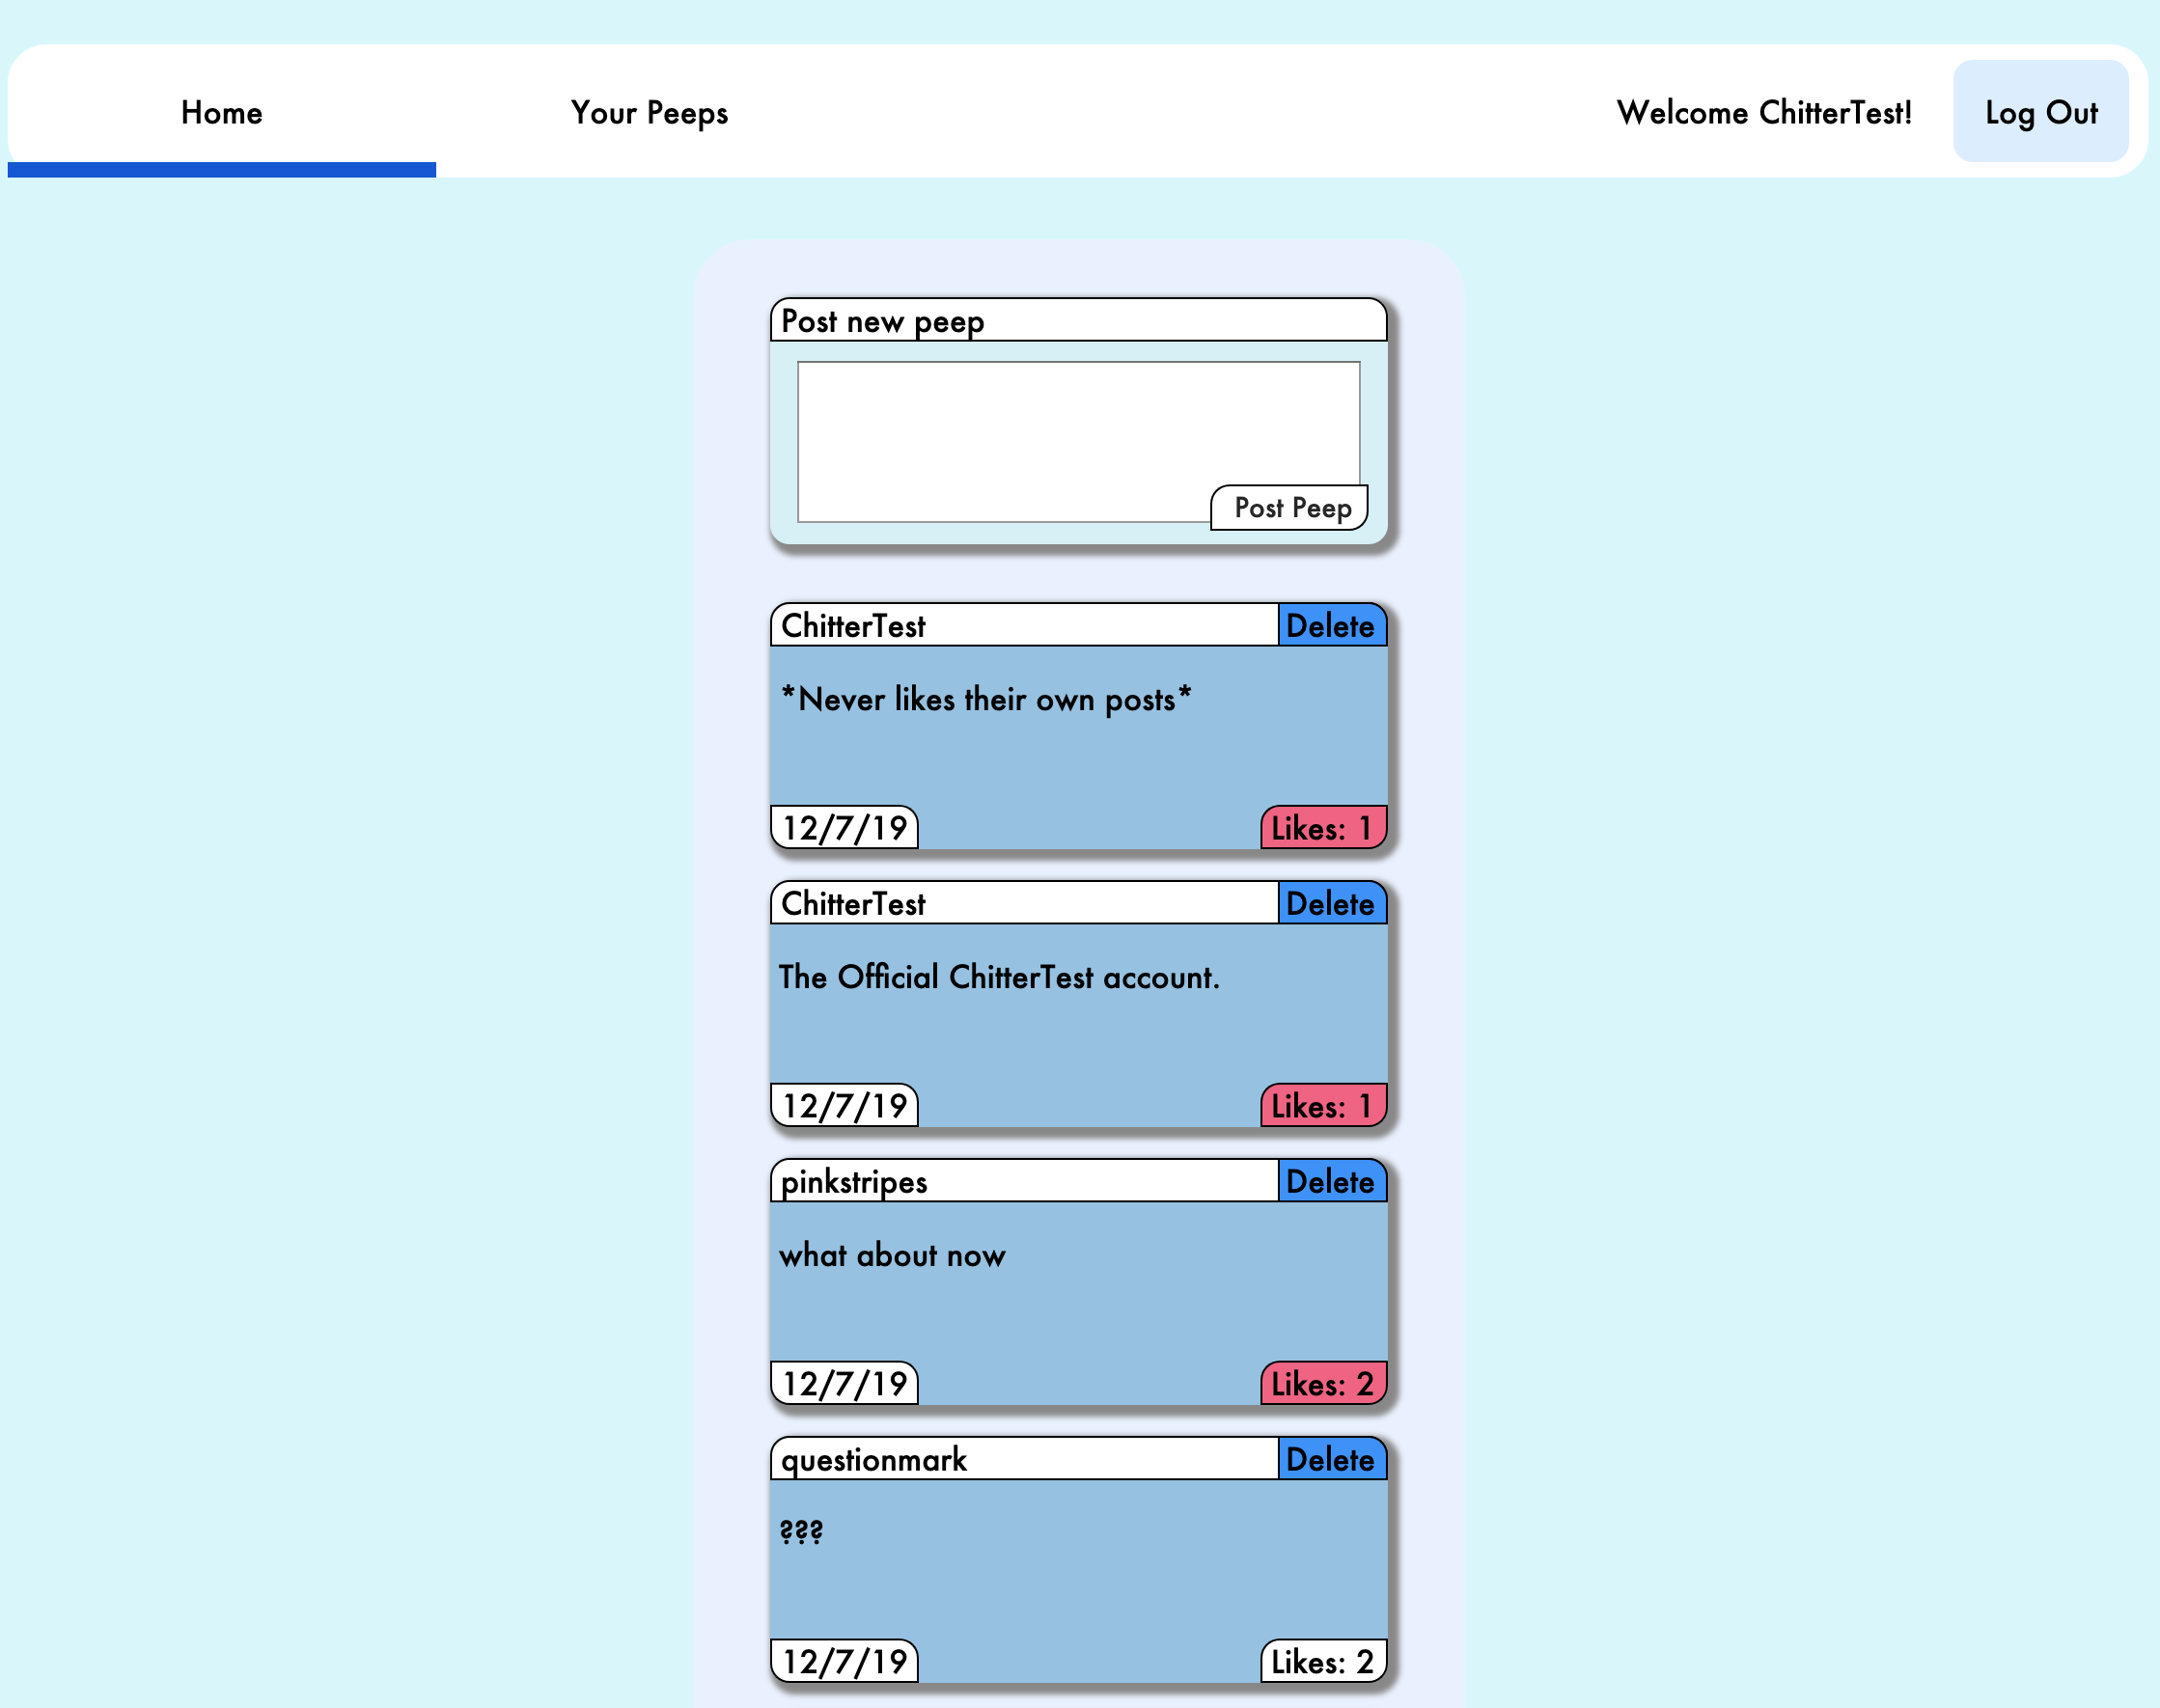 Home Your Peeps Welcome ChitterTest! Log Out
Post new peep
Post Peep
ChitterTest Delete
*Never likes their own posts*
12/7/19 Likes: 1
ChitterTest Delete
The Official ChitterTest account.
12/7/19 Likes: 1
pinkstripes Delete
what about now
12/7/19 Likes: 2
questionmark Delete
???
12/7/19 Likes: 2